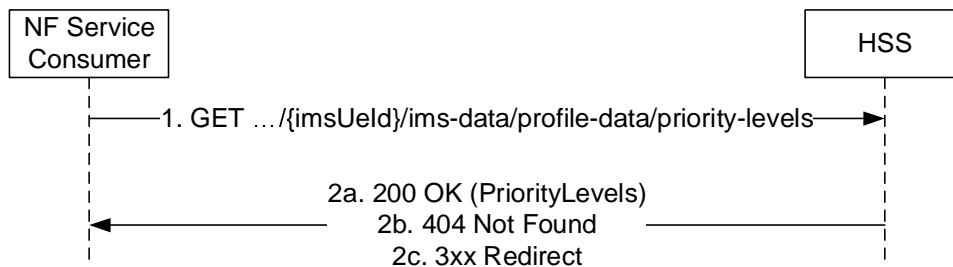 NF Service
Consumer
HSS
1. GET …/{imsUeId}/ims-data/profile-data/priority-levels
2a. 200 OK (PriorityLevels)
2b. 404 Not Found
2c. 3xx Redirect